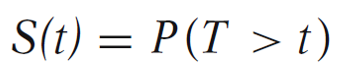 S(t) = P(T > t)